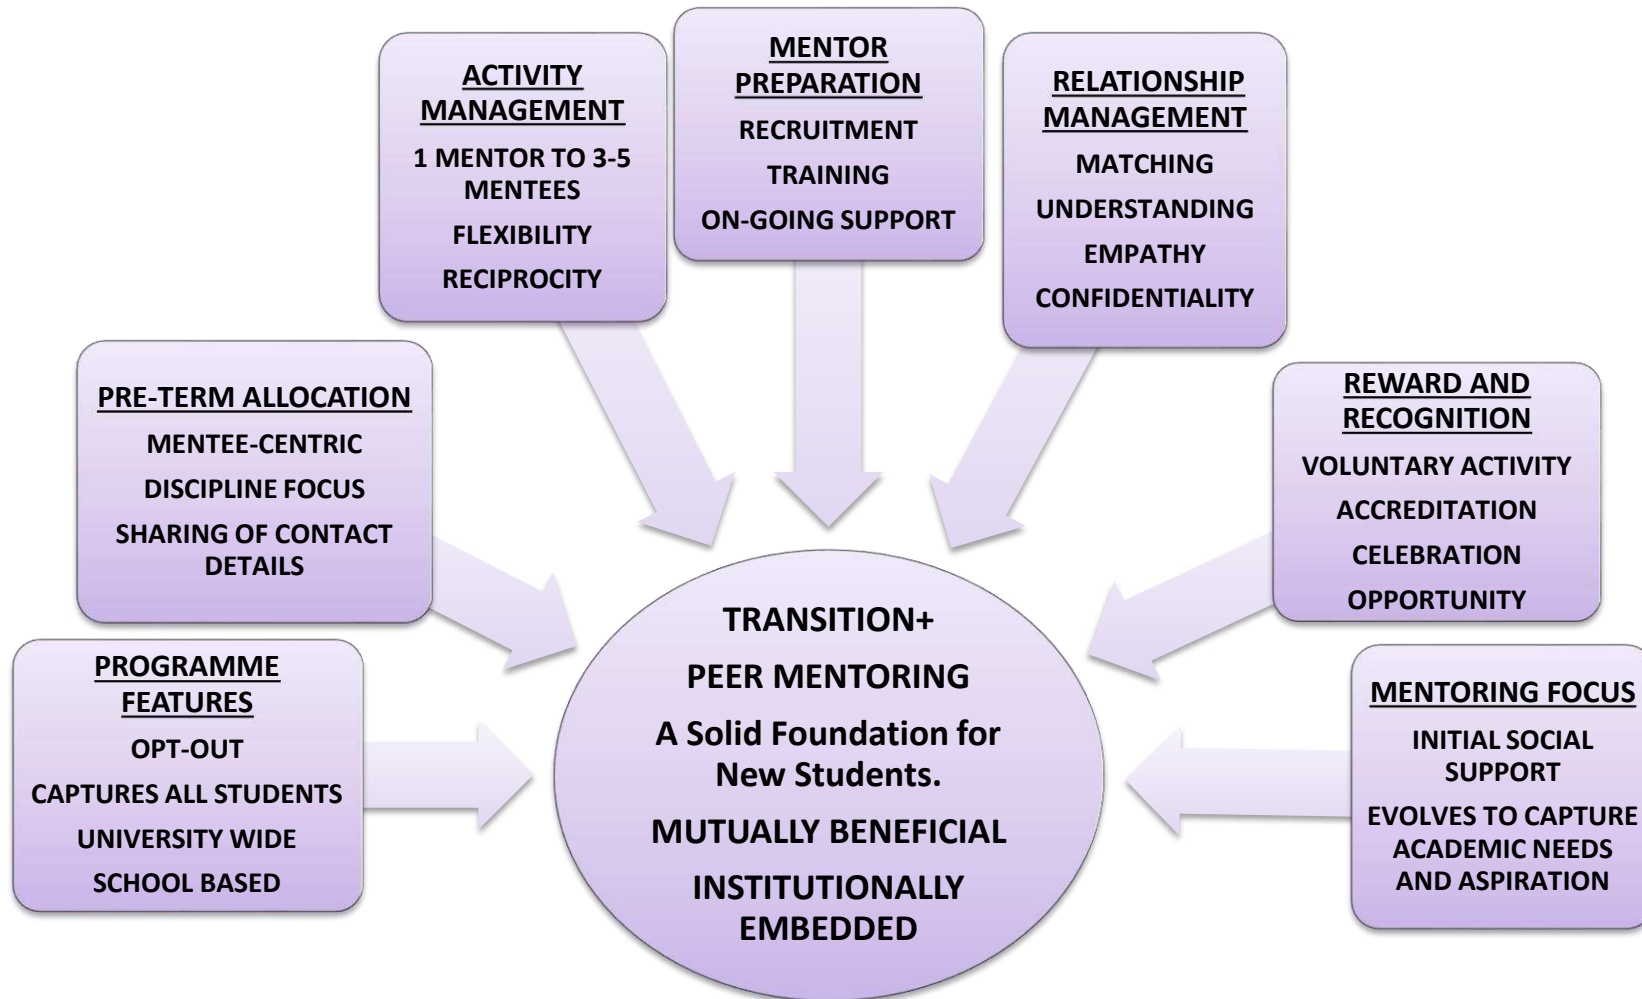 ACTIVITY
MANAGEMENT
1 MENTOR TO 3-5
MENTEES
FLEXIBILITY
RECIPROCITY
MENTOR
PREPARATION
RECRUITMENT
TRAINING
ON-GOING SUPPORT
RELATIONSHIP
MANAGEMENT
MATCHING
UNDERSTANDING
EMPATHY
CONFIDENTIALITY
PRE-TERM ALLOCATION
MENTEE-CENTRIC
DISCIPLINE FOCUS
SHARING OF CONTACT
DETAILS
REWARD AND
RECOGNITION
VOLUNTARY ACTIVITY
ACCREDITATION
CELEBRATION
OPPORTUNITY
PROGRAMME
FEATURES
OPT-OUT
CAPTURES ALL STUDENTS
UNIVERSITY WIDE
SCHOOL BASED
TRANSITION+
PEER MENTORING
A Solid Foundation for
New Students.
MUTUALLY BENEFICIAL
INSTITUTIONALLY
EMBEDDED
MENTORING FOCUS
INITIAL SOCIAL
SUPPORT
EVOLVES TO CAPTURE
ACADEMIC NEEDS
AND ASPIRATION